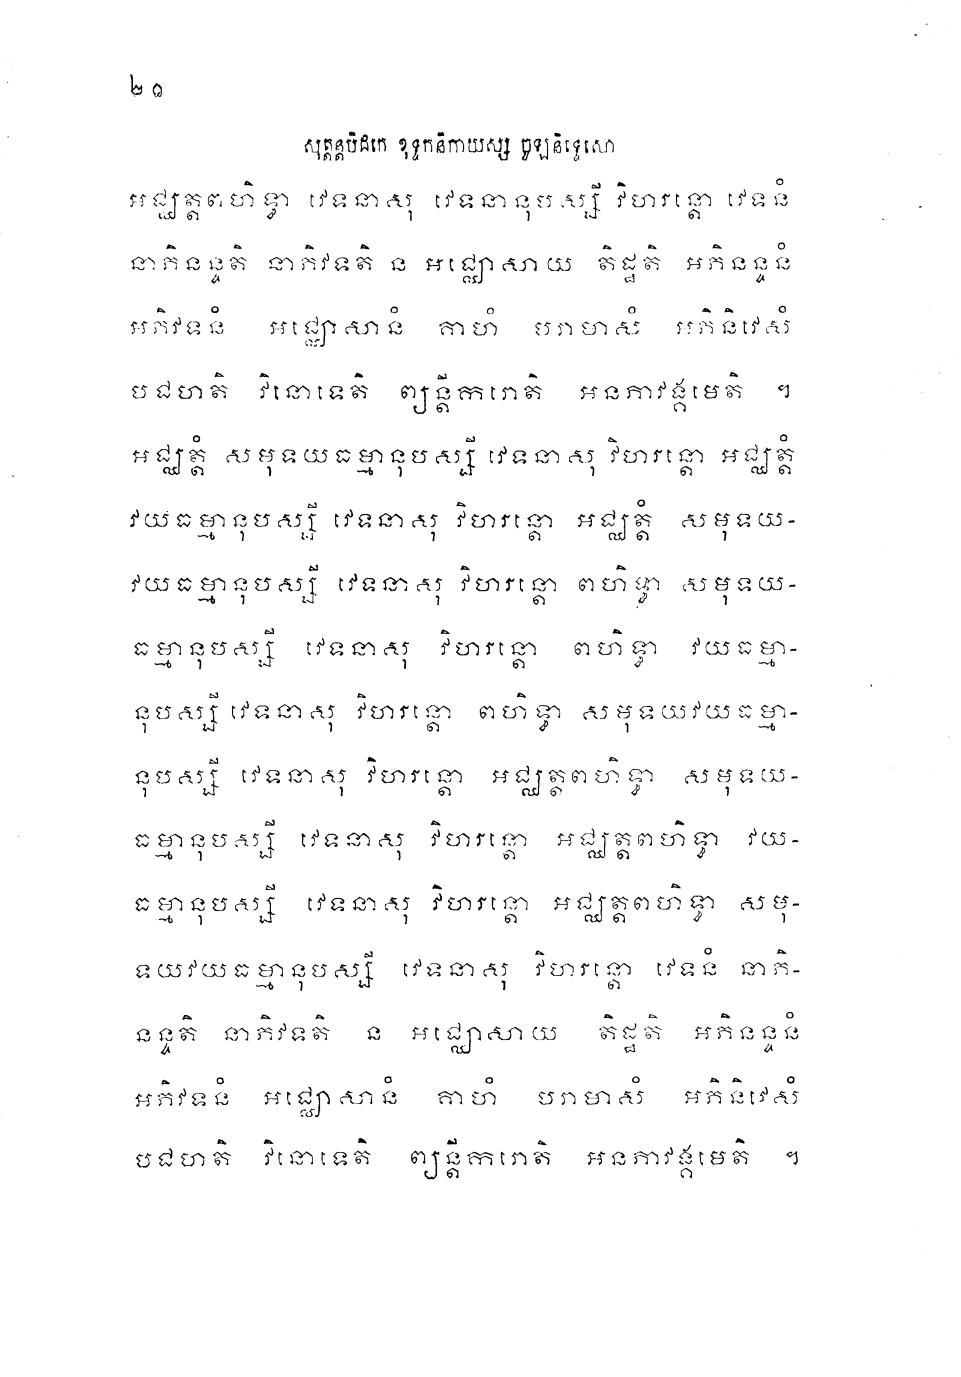 ២០
សុត្តន្តបិដកេ ខុទ្ទកនិកាយស្ស ចូឡនិទ្ទេសោ
អជ្ឈត្តពហិទ្ធា វេទនាសុ វេទនានុបស្សី វិហរន្តោ វេទនំ
នាភិនន្ទតិ នាភិវទតិ ន អជ្ឈោសាយ តិដ្ឋតិ អភិនន្ទនំ
អភិវទនំ អជ្ឈោសានំ គាហំ បរាមាសំ អភិនិវេសំ
បជហតិ វិនោទេតិ ព្យន្តីករោតិ អនភាវង្គមេតិ ។
អជ្ឈត្តំ សមុទយធម្មានុបស្សី វេទនាសុ វិហរន្តោ អជ្ឈត្តំ
វយធម្មានុបស្សី វេទនាសុ វិហរន្តោ អជ្ឈត្តំ សមុទយ-
វយធម្មានុបស្សី វេទនាសុ វិហរន្តោ ពហិទ្ធា សមុទយ-
ធម្មានុបស្សី វេទនាសុ វិហរន្តោ ពហិទ្ធា វយធម្មា-
នុបស្សី វេទនាសុ វិហរន្តោ ពហិទ្ធា សមុទយវយធម្មា-
នុបស្សី វេទនាសុ វិហរន្តោ អជ្ឈត្តពហិទ្ធា សមុទយ-
ធម្មានុបស្សី វេទនាសុ វិហរន្តោ អជ្ឈត្តពហិទ្ធា វយ-
ធម្មានុបស្សី វេទនាសុ វិហរន្តោ អជ្ឈត្តពហិទ្ធា សមុ-
ទយវយធម្មានុបស្សី វេទនាសុ វិហរន្តោ វេទនំ នាភិ-
នន្ទតិ នាភិវទតិ ន អជ្ឈោសាយ តិដ្ឋតិ អភិនន្ទនំ
អភិវទនំ អជ្ឈោសានំ គាហំ បរាមាសំ អភិនិវេសំ
បជហតិ វិនោទេតិ ព្យន្តីករោតិ អនភាវង្គមេតិ ។